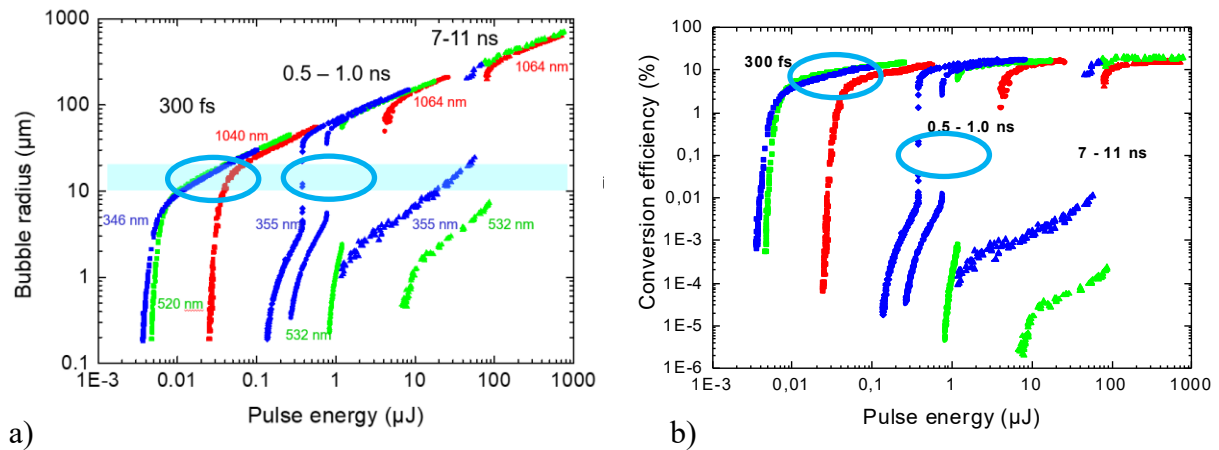 1000
100
10
1
0.1
Bubble radius (µm)
300 fs
0.5 – 1.0 ns
7-11 ns
1064 nm
1064 nm
1040 nm
346 nm
355 nm
355 nm
532 nm
520 nm
532 nm
1E-3 0.01 0.1 1 10 100 1000
Pulse energy (µJ)
a)
100
10
1
0,1
0.01
1E-3
1E-4
1E-5
1E-6
Conversion efficiency (%)
300 fs
0.5 - 1.0 ns
7 - 11 ns
1E-3 0,01 0,1 1 10 100 1000
Pulse energy (µJ)
b)